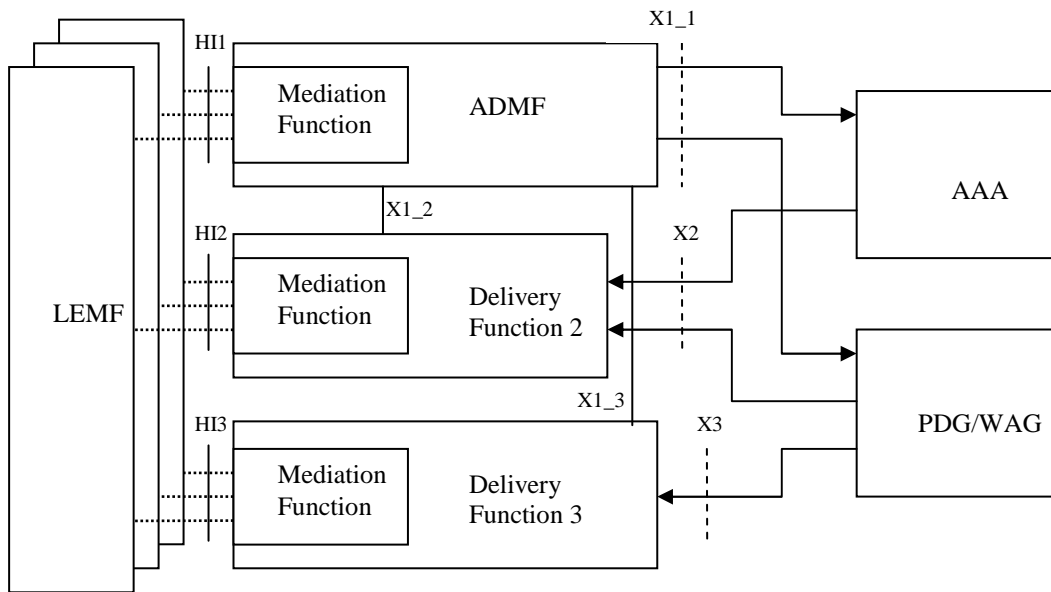 X1_1
HI1
Mediation
Function
ADMF
AAA
X1_2
HI2
X2
Mediation
Function
Delivery
Function 2
LEMF
X1_3
HI3
X3
PDG/WAG
Mediation
Function
Delivery
Function 3